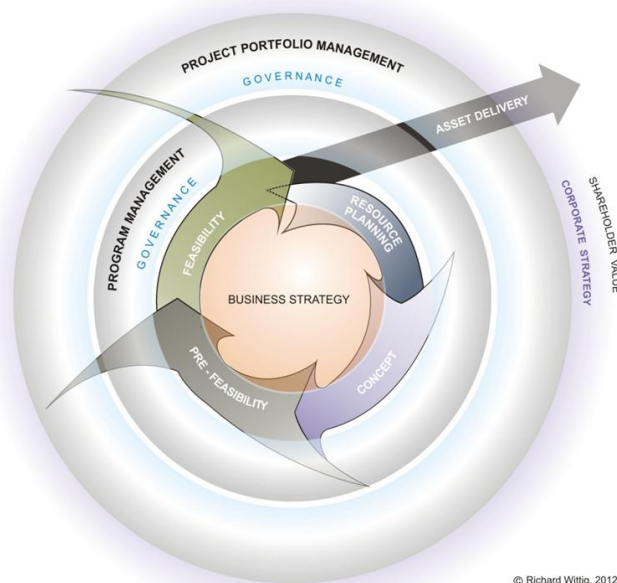 PROJECT PORTFOLIO MANAGEMENT
GOVERNANCE
ASSET DELIVERY
PROGRAM MANAGEMENT
GOVERNANCE
FEASIBILITY
RESOURCE
PLANNING
SHAREHOLDER VALUE
CORPORATE STRATEGY
BUSINESS STRATEGY
PRE - FEASIBILITY
CONCEPT
© Richard Wittig, 2012